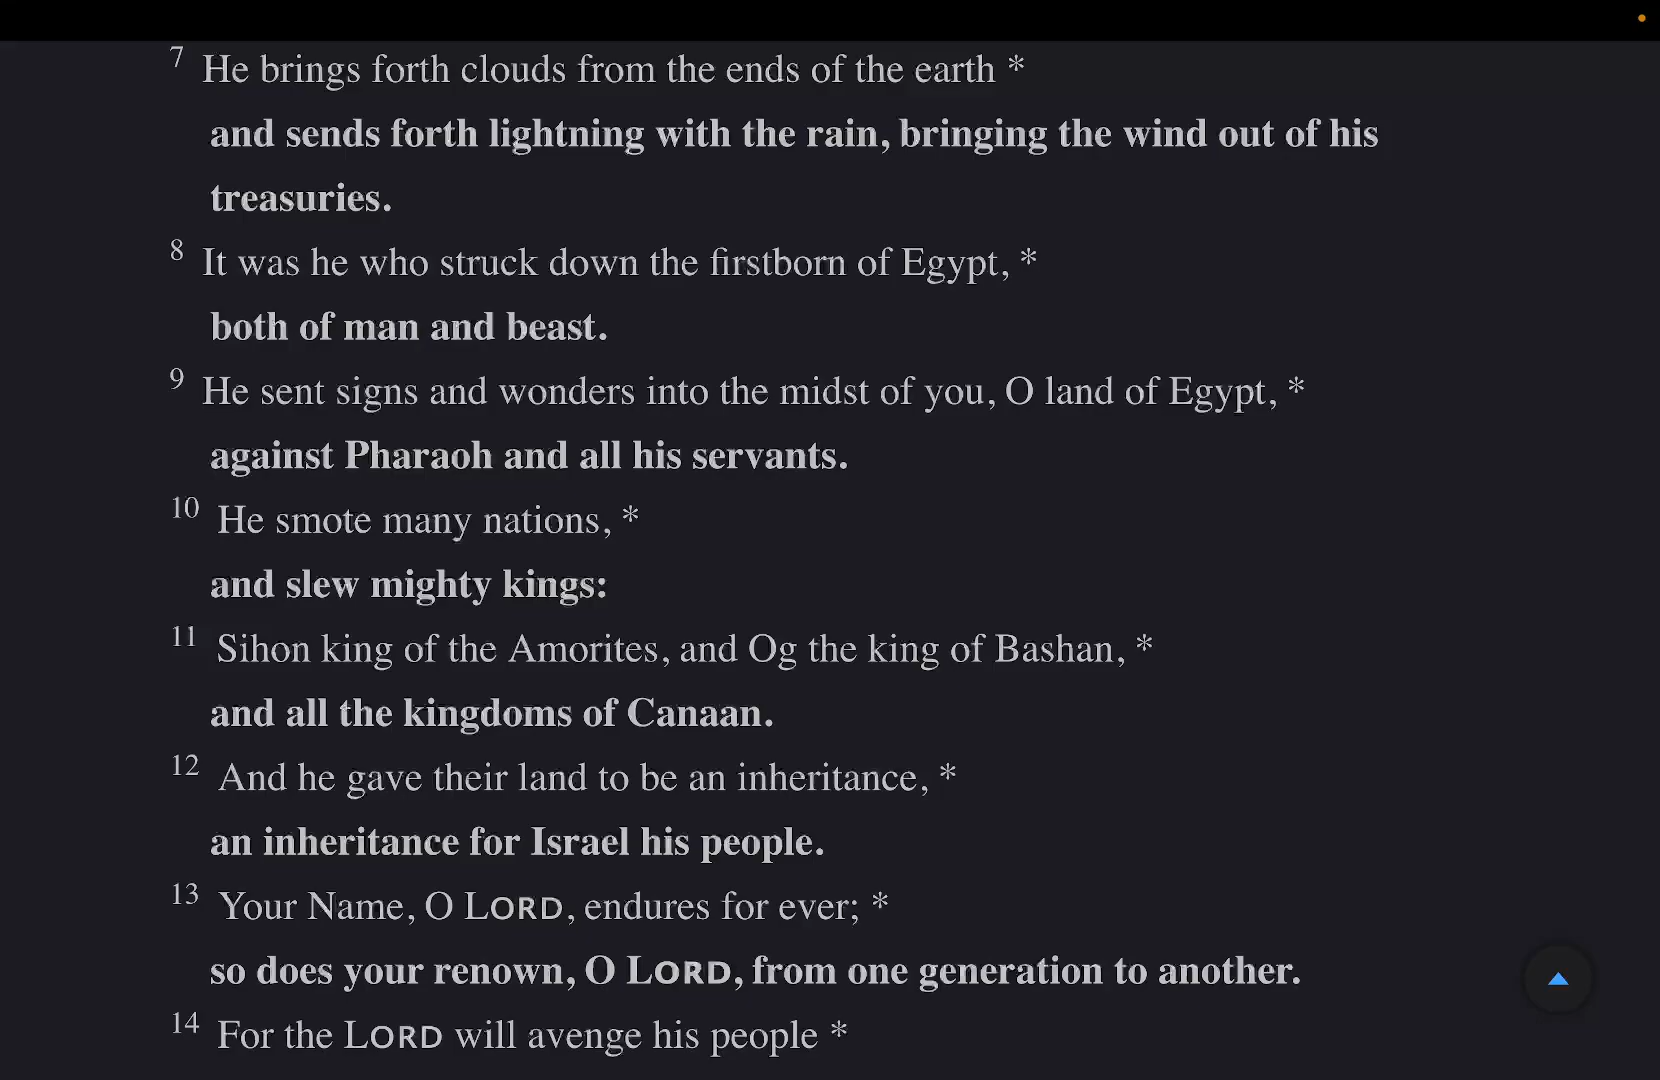 7 He brings forth clouds from the ends of the earth *
and sends forth lightning with the rain, bringing the wind out of his
treasuries.
8 It was he who struck down the firstborn of Egypt, *
both of man and beast.
9 He sent signs and wonders into the midst of you, O land of Egypt, *
against Pharaoh and all his servants.
10 He smote many nations, *
and slew mighty kings:
11 Sihon king of the Amorites, and Og the king of Bashan, *
and all the kingdoms of Canaan.
12 And he gave their land to be an inheritance, *
an inheritance for Israel his people.
13 Your Name, O LORD, endures for ever; *
so does your renown, O LORD, from one generation to another.
14 For the LORD will avenge his people *